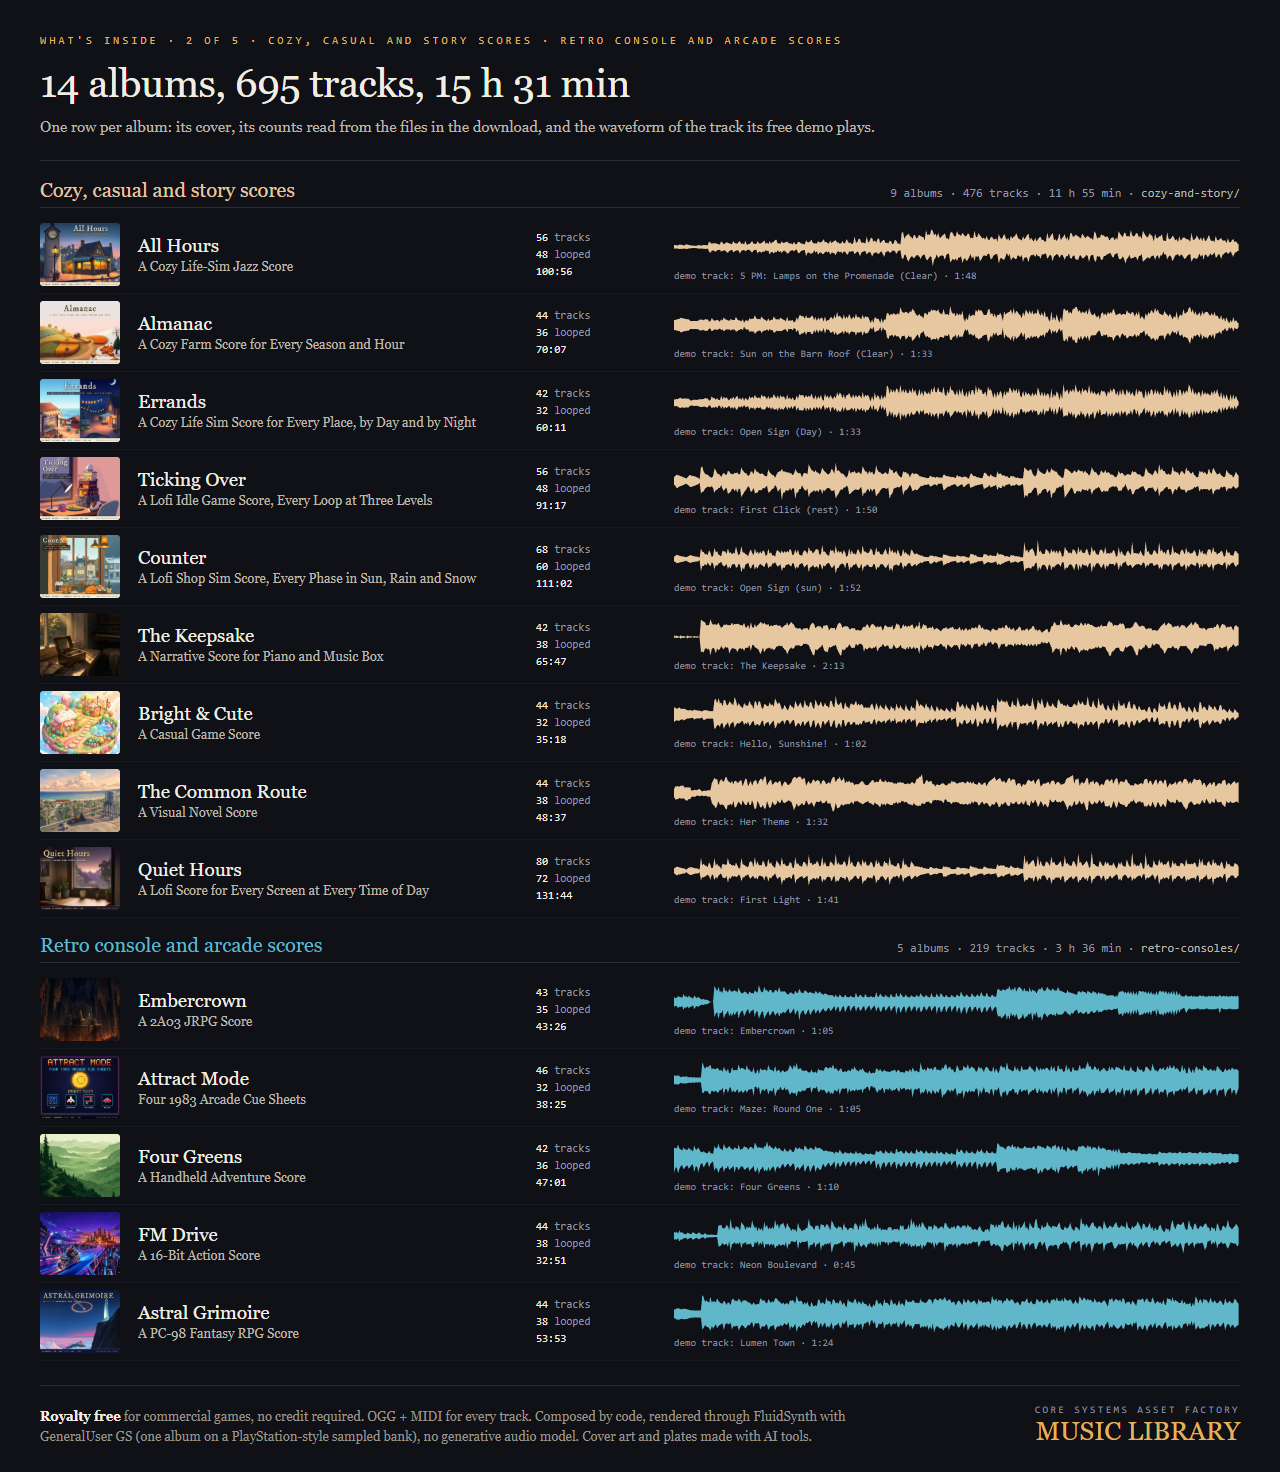 WHAT'S INSIDE · 2 OF 5 · COZY, CASUAL AND STORY SCORES · RETRO CONSOLE AND ARCADE SCORES
14 albums, 695 tracks, 15 h 31 min
One row per album: its cover, its counts read from the files in the download, and the waveform of the track its free demo plays.
Cozy, casual and story scores
9 albums · 476 tracks · 11 h 55 min · cozy-and-story/
All Hours
All Hours
A Cozy Life-Sim Jazz Score
56 tracks
48 looped
100:56
demo track: 5 PM: Lamps on the Promenade (Clear) · 1:48
Almanac
Almanac
A Cozy Farm Score for Every Season and Hour
44 tracks
36 looped
70:07
demo track: Sun on the Barn Roof (Clear) · 1:33
Errands
Errands
A Cozy Life Sim Score for Every Place, by Day and by Night
42 tracks
32 looped
60:11
demo track: Open Sign (Day) · 1:33
Ticking
Over
Ticking Over
A Lofi Idle Game Score, Every Loop at Three Levels
56 tracks
48 looped
91:17
demo track: First Click (rest) · 1:50
Counter
A Lofi Shop Sim Score, Every Phase in Sun, Rain and Snow
68 tracks
60 looped
111:02
demo track: Open Sign (sun) · 1:52
The Keepsake
A Narrative Score for Piano and Music Box
42 tracks
38 looped
65:47
demo track: The Keepsake · 2:13
Bright & Cute
A Casual Game Score
44 tracks
32 looped
35:18
demo track: Hello, Sunshine! · 1:02
The Common Route
A Visual Novel Score
44 tracks
38 looped
48:37
demo track: Her Theme · 1:32
Quiet Hours
Quiet Hours
A Lofi Score for Every Screen at Every Time of Day
80 tracks
72 looped
131:44
demo track: First Light · 1:41
Retro console and arcade scores
5 albums · 219 tracks · 3 h 36 min · retro-consoles/
Embercrown
A 2A03 JRPG Score
43 tracks
35 looped
43:26
demo track: Embercrown · 1:05
ATTRACT MODE
FOUR 1983 ARCADE CUE SHEETS
Attract Mode
Four 1983 Arcade Cue Sheets
46 tracks
32 looped
38:25
demo track: Maze: Round One · 1:05
Four Greens
A Handheld Adventure Score
42 tracks
36 looped
47:01
demo track: Four Greens · 1:10
FM Drive
A 16-Bit Action Score
44 tracks
38 looped
32:51
demo track: Neon Boulevard · 0:45
ASTRAL GRIMOIRE
Astral Grimoire
A PC-98 Fantasy RPG Score
44 tracks
38 looped
53:53
demo track: Lumen Town · 1:24
Royalty free for commercial games, no credit required. OGG + MIDI for every track. Composed by code, rendered through FluidSynth with
GeneralUser GS (one album on a PlayStation-style sampled bank), no generative audio model. Cover art and plates made with AI tools.
CORE SYSTEMS ASSET FACTORY
MUSIC LIBRARY